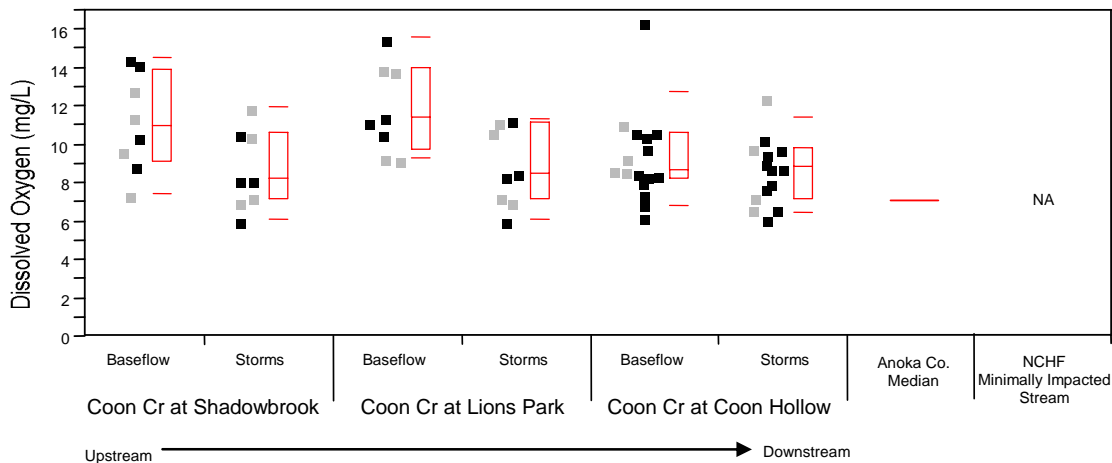 Dissolved Oxygen (mg/L)
16
14
12
10
8
6
4
2
0
NA
Baseflow Storms Baseflow Storms Baseflow Storms
Anoka Co.
Median
NCHF
Minimally Impacted
Stream
Coon Cr at Shadowbrook Coon Cr at Lions Park Coon Cr at Coon Hollow
Upstream Downstream